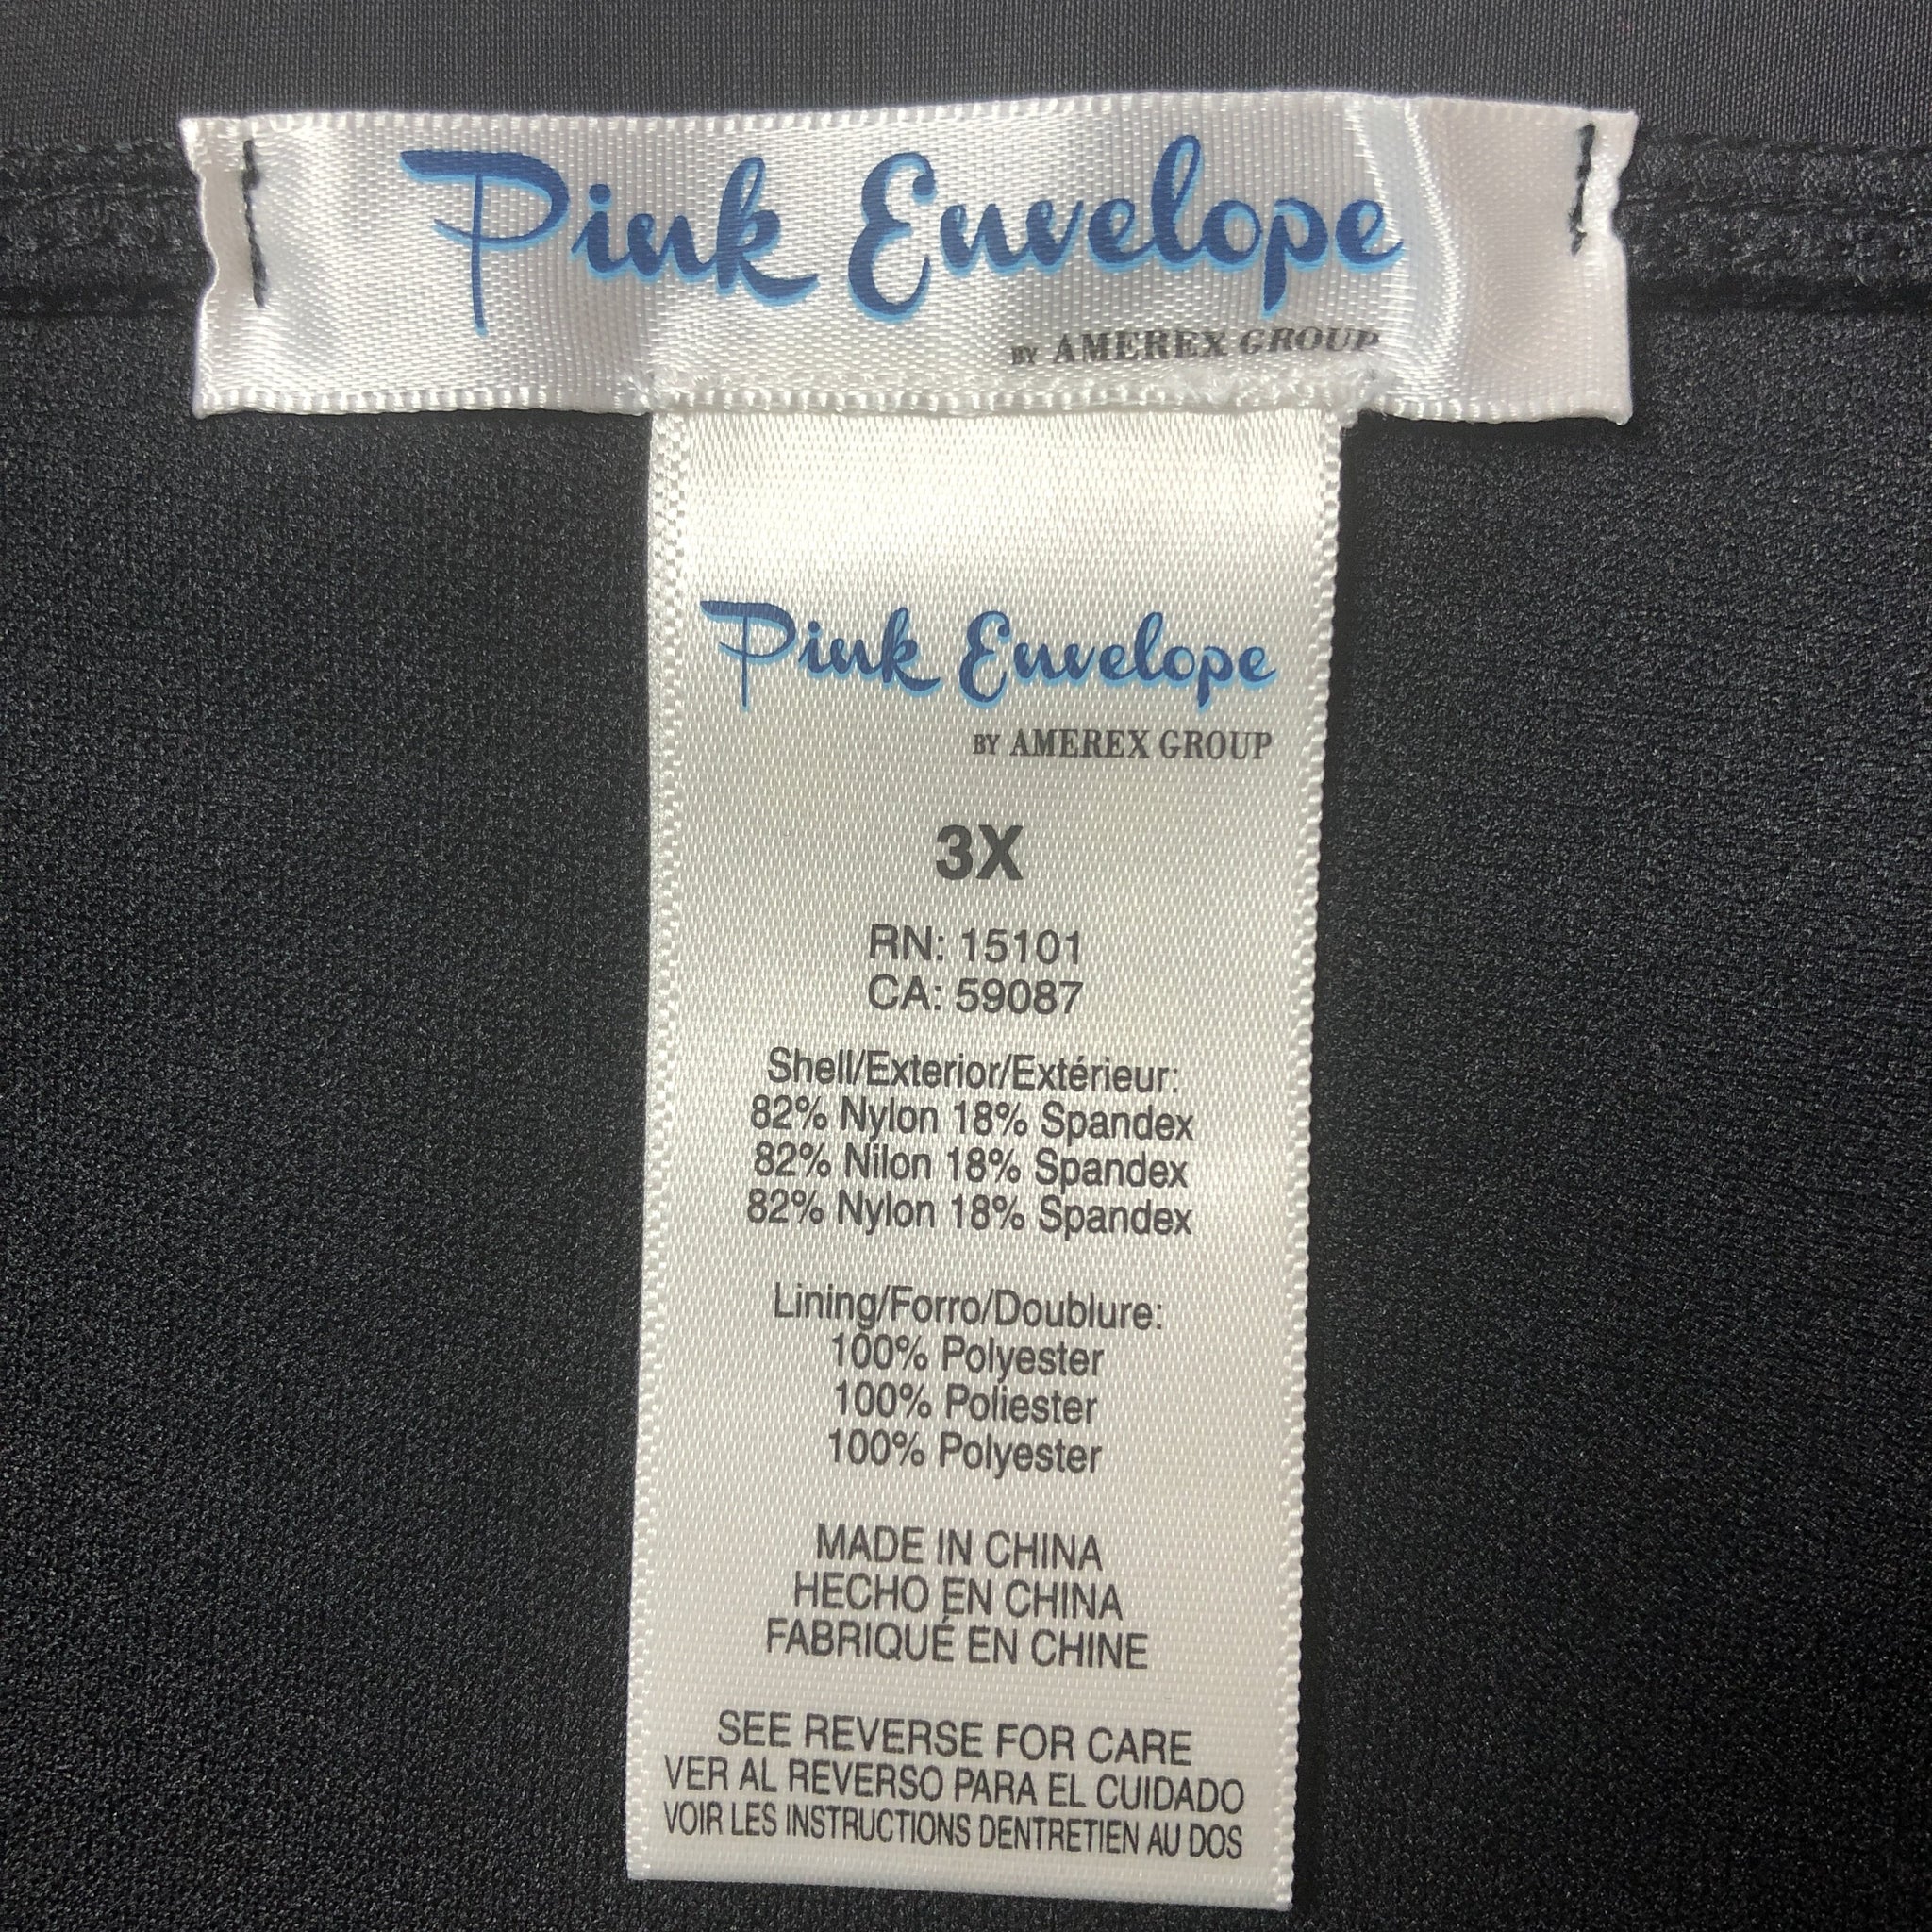 Pink Envelope
BY AMEREX GROUP
Pink Envelope
BY AMEREX GROUP
3X
RN: 15101
CA: 59087
Shell/Exterior/Extérieur:
82% Nylon 18% Spandex
82% Nilon 18% Spandex
82% Nylon 18% Spandex
Lining/Forro/Doublure:
100% Polyester
100% Poliester
100% Polyester
MADE IN CHINA
HECHO EN CHINA
FABRIQUÉ EN CHINE
SEE REVERSE FOR CARE
VER AL REVERSO PARA EL CUIDADO
VOIR LES INSTRUCTIONS DENTRETIEN AU DOS